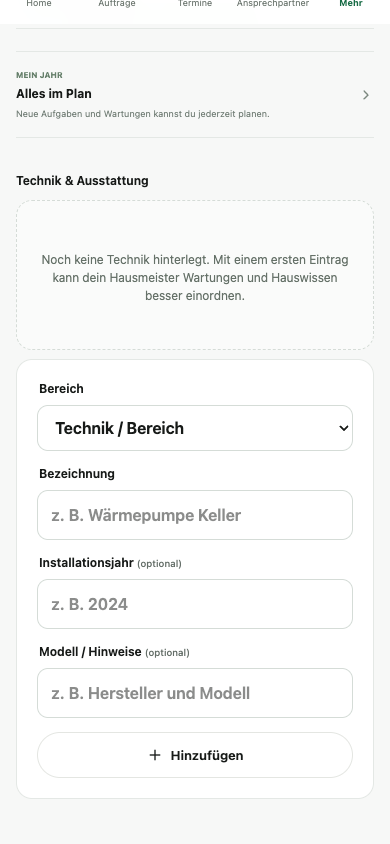 Home Aufträge Termine Ansprechpartner Mehr
MEIN JAHR
Alles im Plan
Neue Aufgaben und Wartungen kannst du jederzeit planen.
Technik & Ausstattung
Noch keine Technik hinterlegt. Mit einem ersten Eintrag
kann dein Hausmeister Wartungen und Hauswissen
besser einordnen.
Bereich
Technik / Bereich
Bezeichnung
z. B. Wärmepumpe Keller
Installationsjahr (optional)
z. B. 2024
Modell / Hinweise (optional)
z. B. Hersteller und Modell
+ Hinzufügen